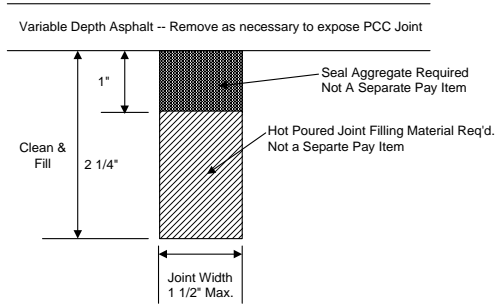 Variable Depth Asphalt -- Remove as necessary to expose PCC Joint
1"
Seal Aggregate Required
Not A Separate Pay Item
Hot Poured Joint Filling Material Req'd.
Not a Separte Pay Item
Clean &
Fill
2 1/4"
Joint Width
1 1/2" Max.